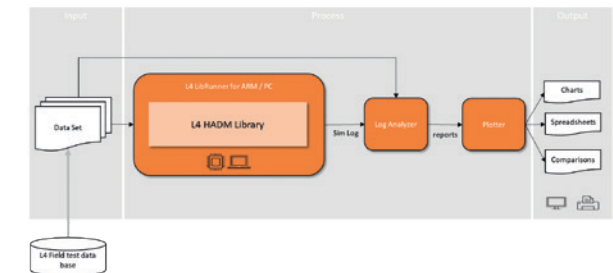 Input
Process
Output
L4 LibRunner for ARM / PC
L4 HADM Library
Data Set
Sim Log
Log Analyzer
reports
Plotter
Charts
Spreadsheets
Comparisons
L4 Field test data
base